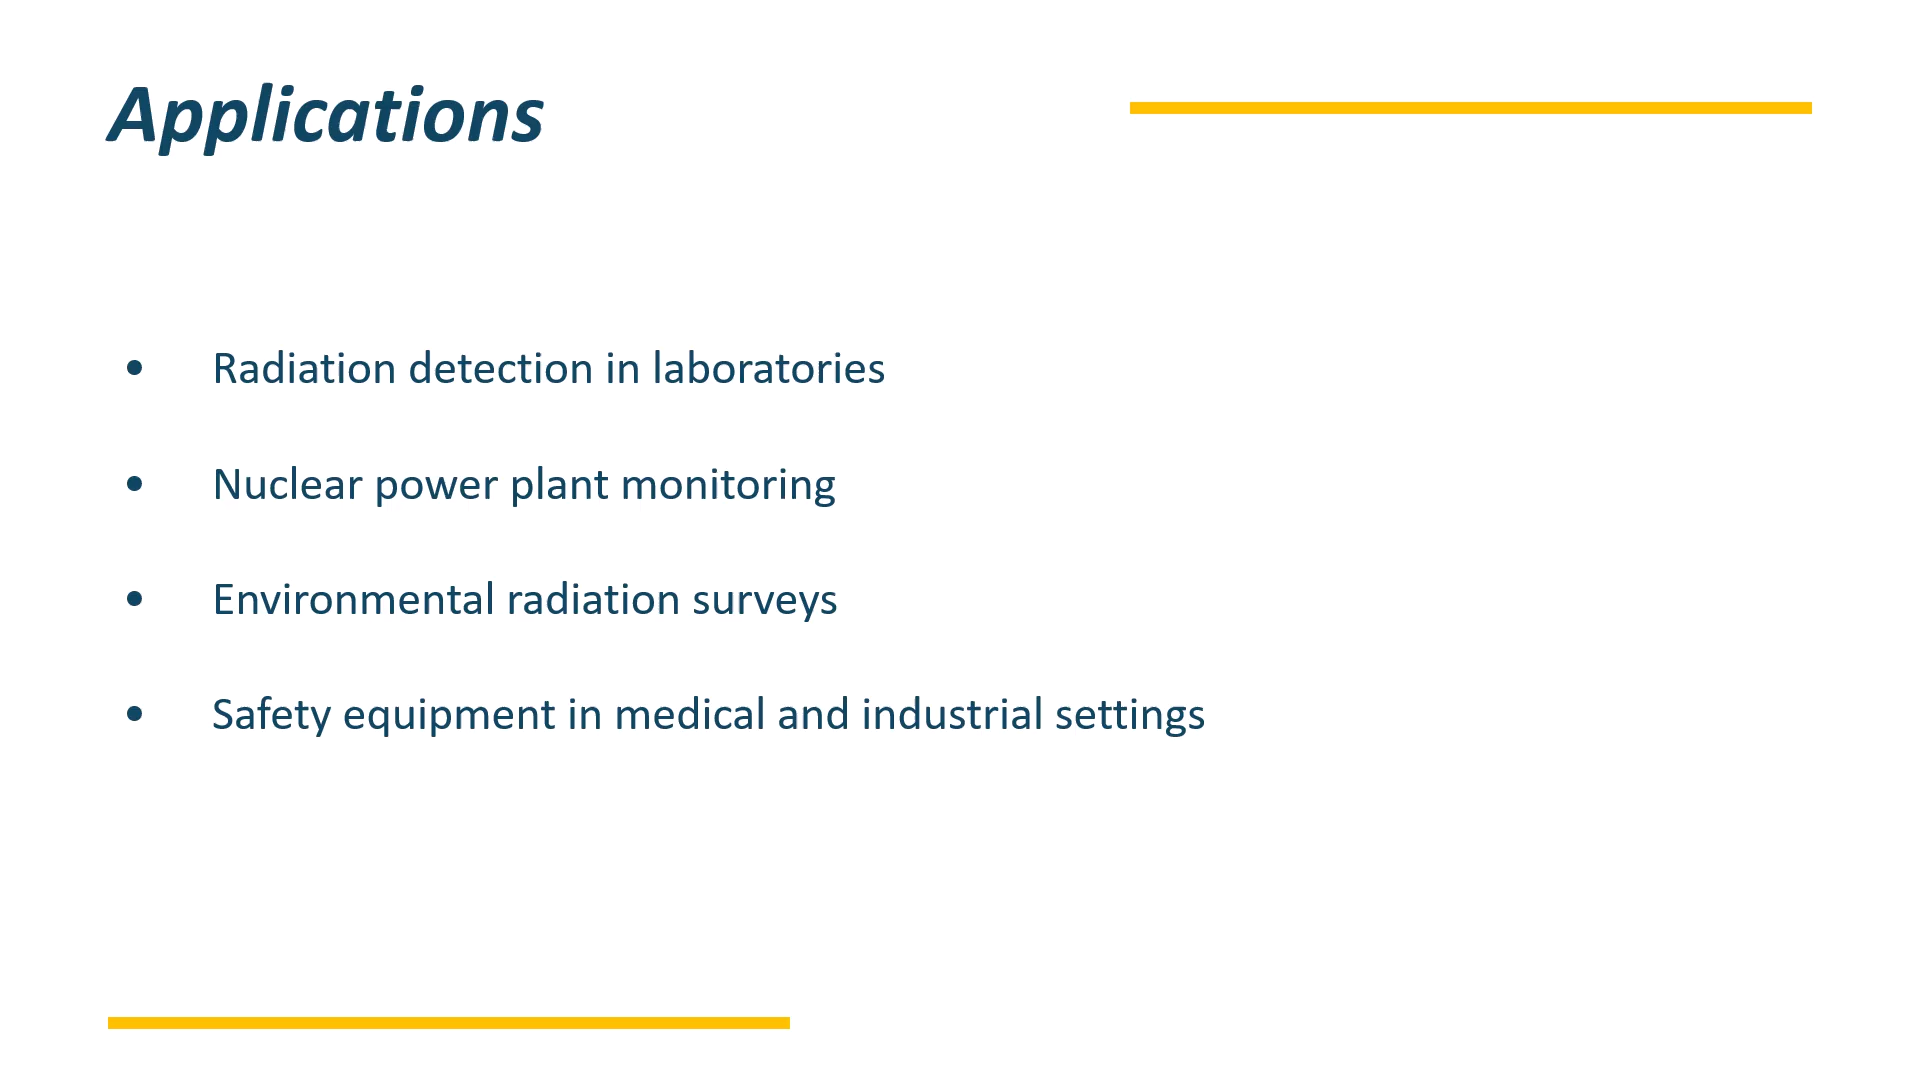 Applications
• Radiation detection in laboratories
• Nuclear power plant monitoring
• Environmental radiation surveys
• Safety equipment in medical and industrial settings